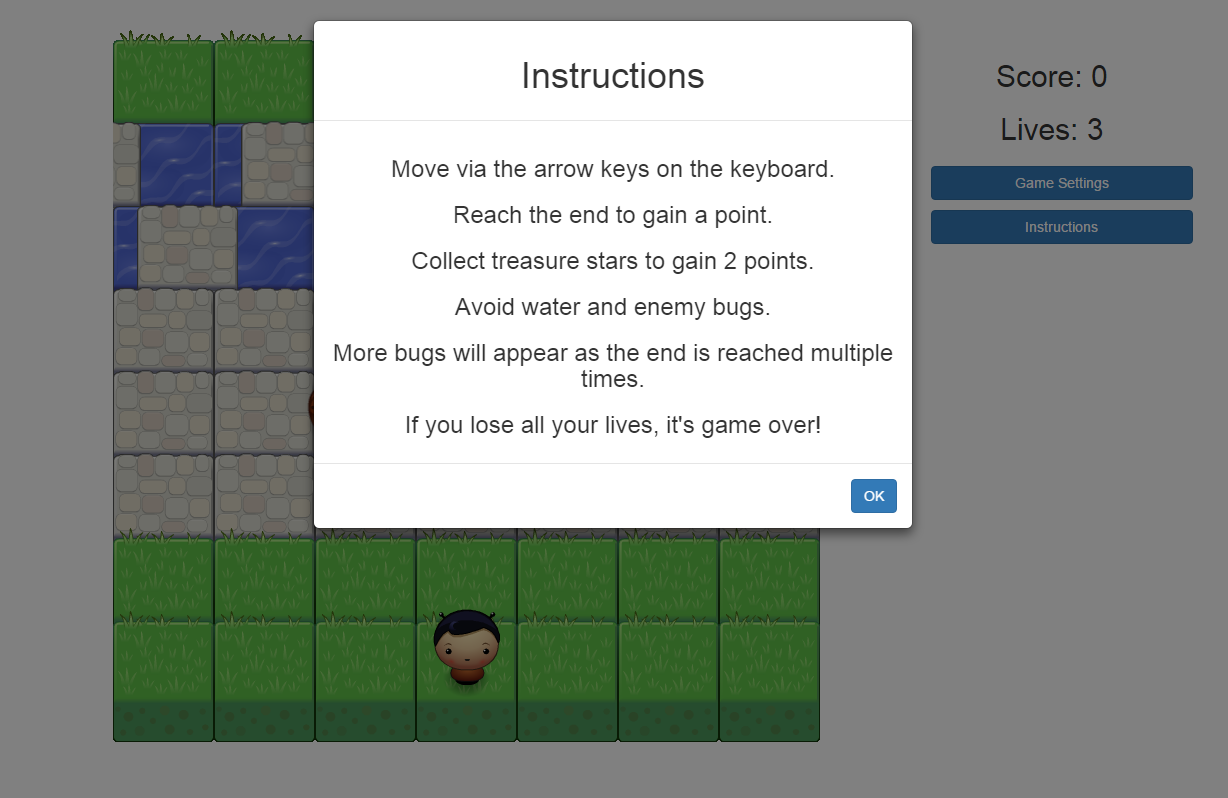 Instructions
Move via the arrow keys on the keyboard.
Reach the end to gain a point.
Collect treasure stars to gain 2 points.
Avoid water and enemy bugs.
More bugs will appear as the end is reached multiple
times.
If you lose all your lives, it's game over!
OK
Score: 0
Lives: 3
Game Settings
Instructions